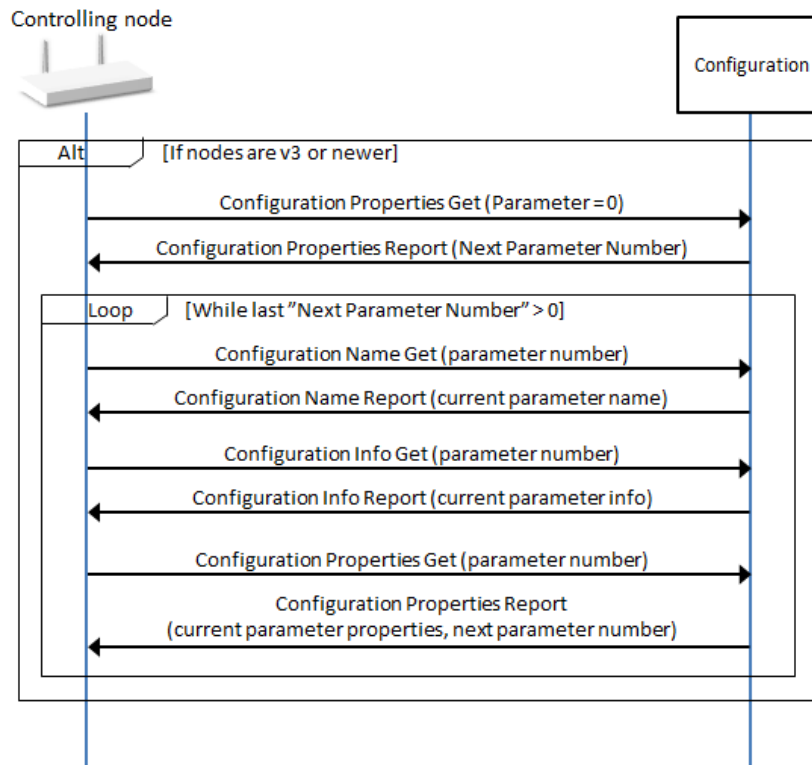 Controlling node
Configuration
Alt [If nodes are v3 or newer]
Configuration Properties Get (Parameter = 0)
Configuration Properties Report (Next Parameter Number)
Loop [While last ”Next Parameter Number” > 0]
Configuration Name Get (parameter number)
Configuration Name Report (current parameter name)
Configuration Info Get (parameter number)
Configuration Info Report (current parameter info)
Configuration Properties Get (parameter number)
Configuration Properties Report
(current parameter properties, next parameter number)